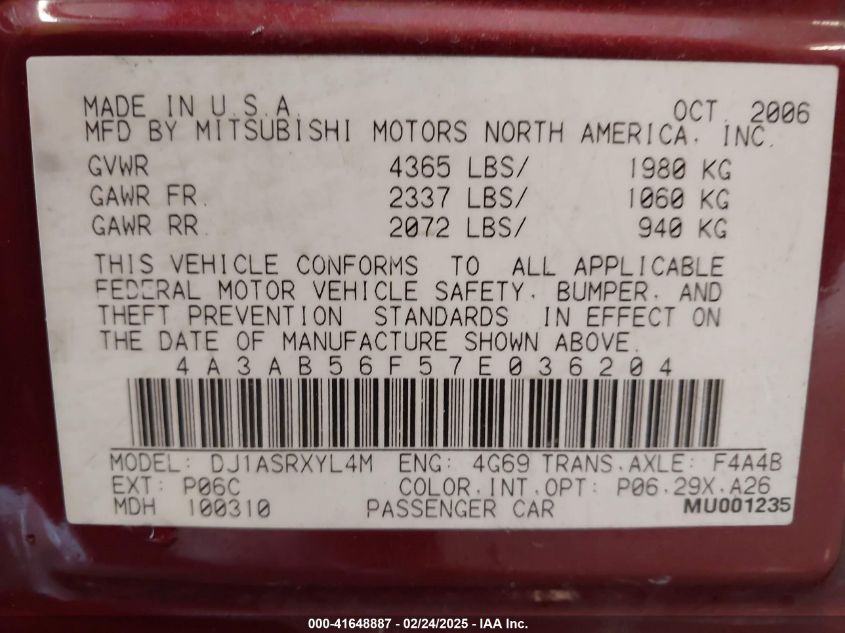 MADE IN U.S.A. OCT. 2006
MFD BY MITSUBISHI MOTORS NORTH AMERICA, INC.
GVWR 4365 LBS/ 1980 KG
GAWR FR. 2337 LBS/ 1060 KG
GAWR RR. 2072 LBS/ 940 KG
THIS VEHICLE CONFORMS TO ALL APPLICABLE
FEDERAL MOTOR VEHICLE SAFETY, BUMPER, AND
THEFT PREVENTION STANDARDS IN EFFECT ON
THE DATE OF MANUFACTURE SHOWN ABOVE.
4A3AB56F57E036204
MODEL: DJ1ASRXYL4M ENG: 4G69 TRANS.AXLE: F4A4B
EXT: P06C COLOR.INT.OPT: P06.29X.A26
MDH 100310 PASSENGER CAR MU001235
000-41648887 - 02/24/2025 - IAA Inc.